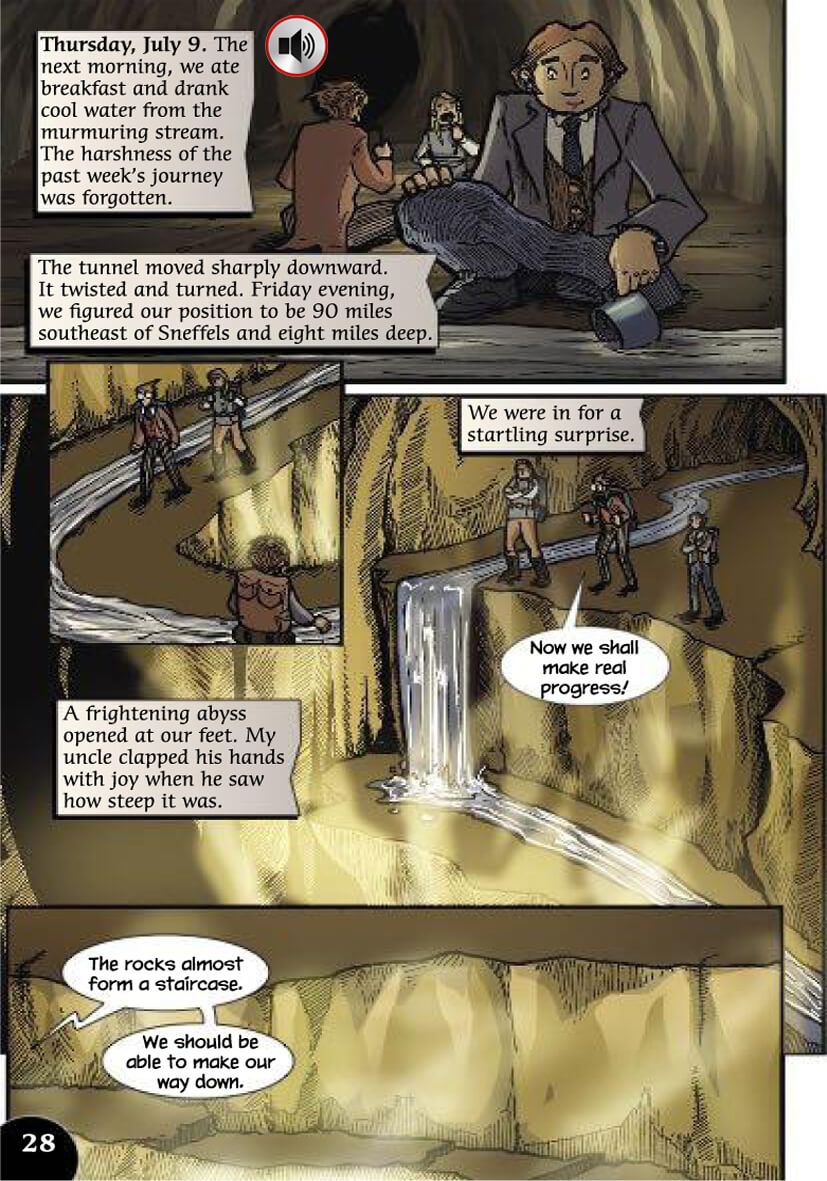 Thursday, July 9. The
next morning, we ate
breakfast and drank
cool water from the
murmuring stream.
The harshness of the
past week's journey
was forgotten.
The tunnel moved sharply downward.
It twisted and turned. Friday evening,
we figured our position to be 90 miles
southeast of Sneffels and eight miles deep.
We were in for a
startling surprise.
Now we shall
make real
progress!
A frightening abyss
opened at our feet. My
uncle clapped his hands
with joy when he saw
how steep it was.
The rocks almost
form a staircase.
We should be
able to make our
way down.
28